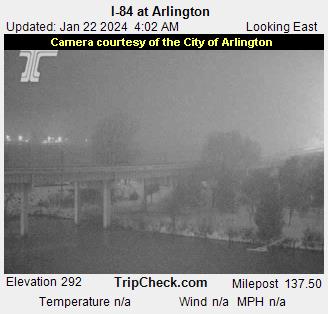 I-84 at Arlington
Updated: Jan 22 2024 4:02 AM Looking East
Camera courtesy of the City of Arlington
Elevation 292 TripCheck.com Milepost 137.50
Temperature n/a Wind n/a MPH n/a